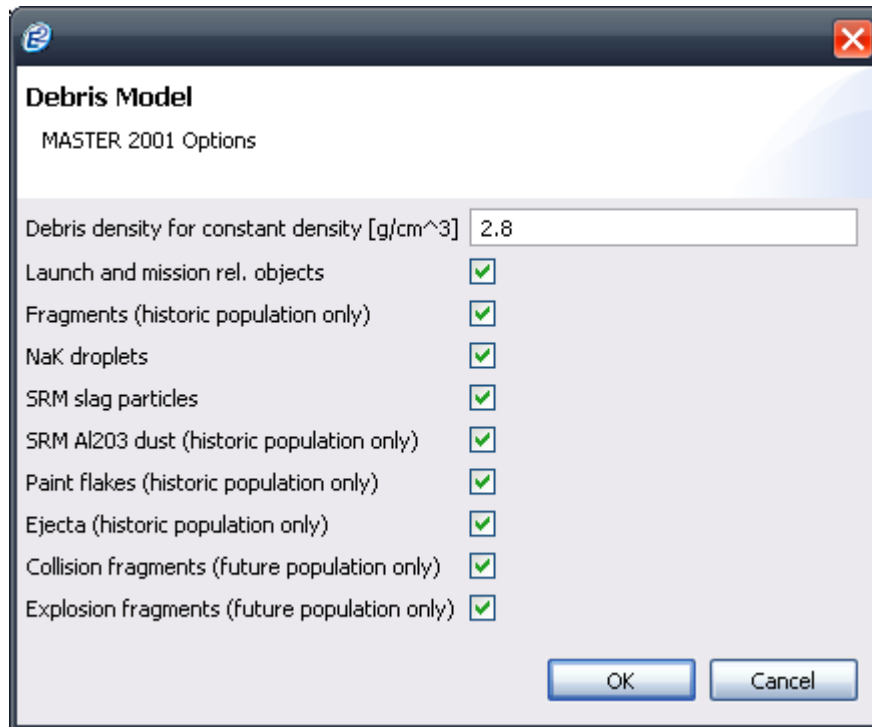 Debris Model
MASTER 2001 Options
Debris density for constant density [g/cm^3] 2.8
Launch and mission rel. objects
Fragments (historic population only)
NaK droplets
SRM slag particles
SRM Al203 dust (historic population only)
Paint flakes (historic population only)
Ejecta (historic population only)
Collision fragments (future population only)
Explosion fragments (future population only)
OK Cancel